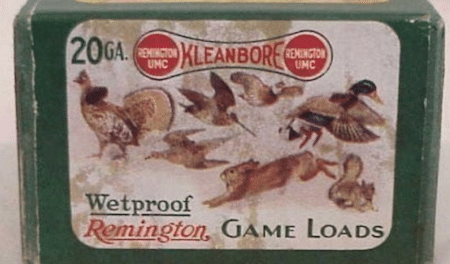 20GA. REMINGTON UMC KLEANBORE REMINGTON UMC
Wetproof
Remington, GAME LOADS